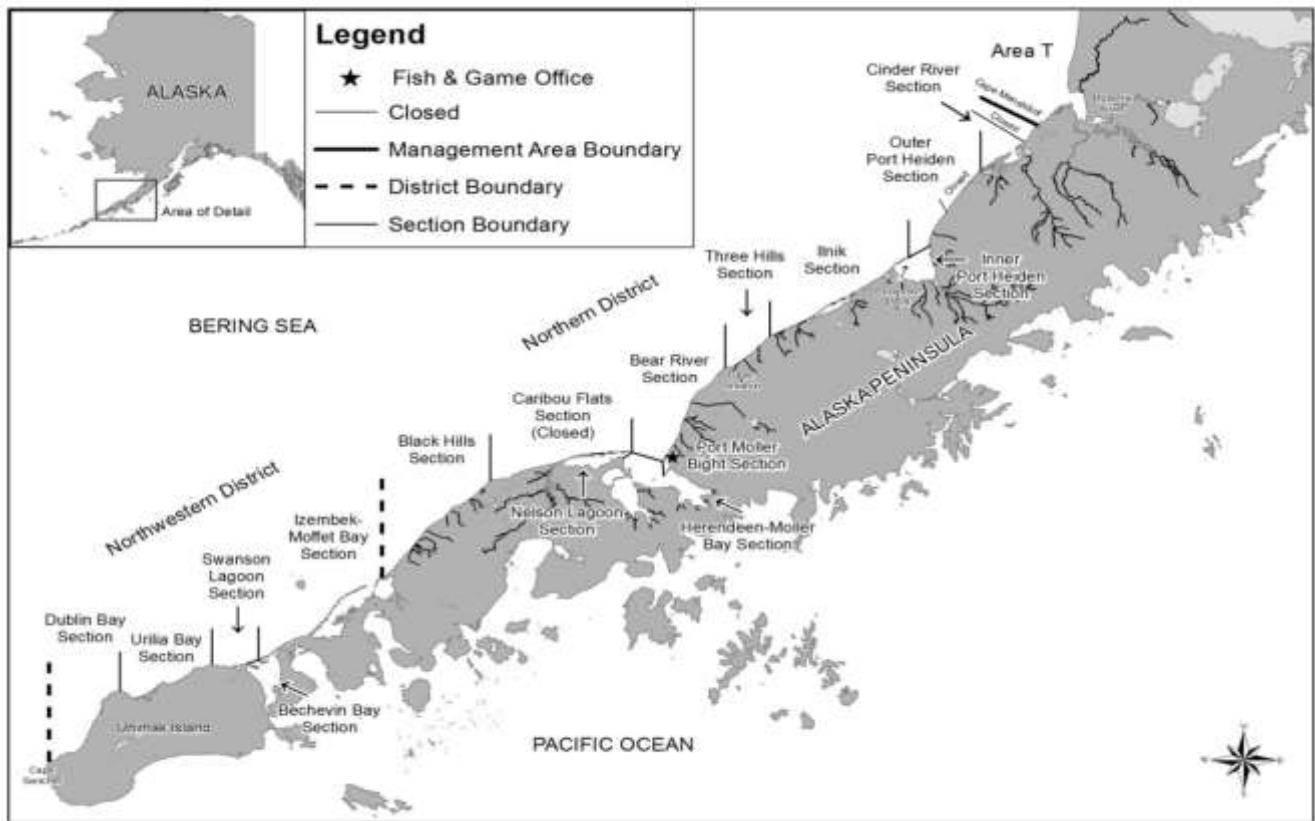 ALASKA
Area of Detail
Legend
Fish & Game Office
Closed
Management Area Boundary
District Boundary
Section Boundary
Area T
Cinder River
Section
Cape Menshikof
Closed
Outer
Port Heiden
Section
Closed
Ilnik
Section
Three Hills
Section
Inner
Port Heiden
Section
Northern District
BERING SEA
Bear River
Section
ALASKA PENINSULA
Caribou Flats
Section
(Closed)
Black Hills
Section
Port Moller
Bight Section
Nelson Lagoon
Section
Herendeen-Moller
Bay Section
Northwestern District
Izembek-
Moffet Bay
Section
Swanson
Lagoon
Section
Dublin Bay
Section
Urilia Bay
Section
Unimak Island
Bechevin Bay
Section
PACIFIC OCEAN